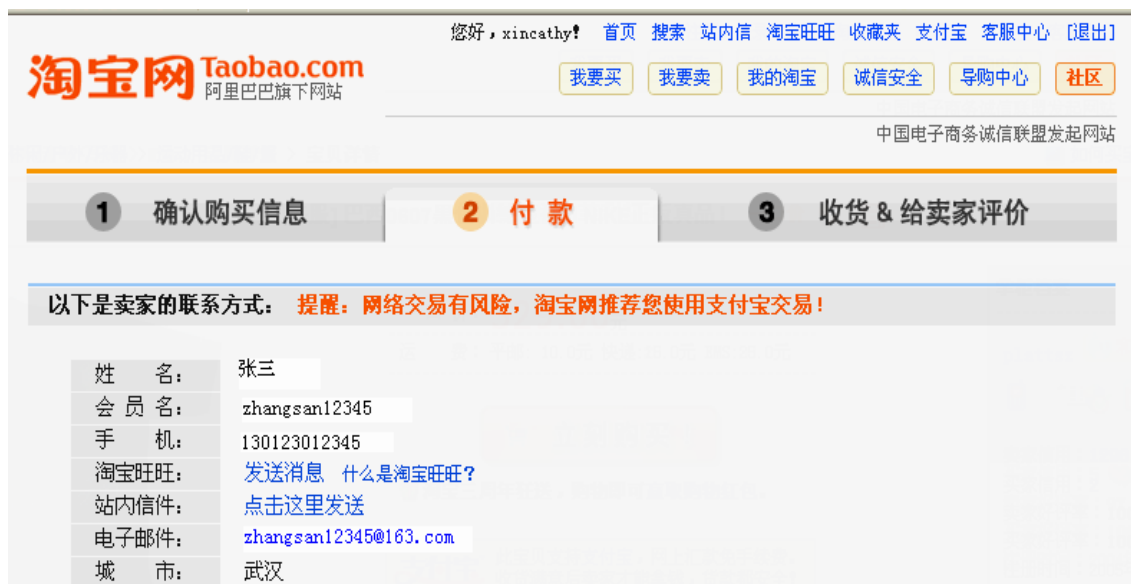 您好，xincathy! 首页 搜索 站内信 淘宝旺旺 收藏夹 支付宝 客服中心 [退出]
淘宝网 Taobao.com
阿里巴巴旗下网站
我要买 我要卖 我的淘宝 诚信安全 导购中心 社区
中国电子商务诚信联盟发起网站
1 确认购买信息 2 付款 3 收货 & 给卖家评价
以下是卖家的联系方式： 提醒：网络交易有风险，淘宝网推荐您使用支付宝交易！
姓 名： 张三
会 员 名： zhangsan12345
手 机： 130123012345
淘宝旺旺： 发送消息 什么是淘宝旺旺？
站内信件： 点击这里发送
电子邮件： zhangsan12345@163.com
城 市： 武汉